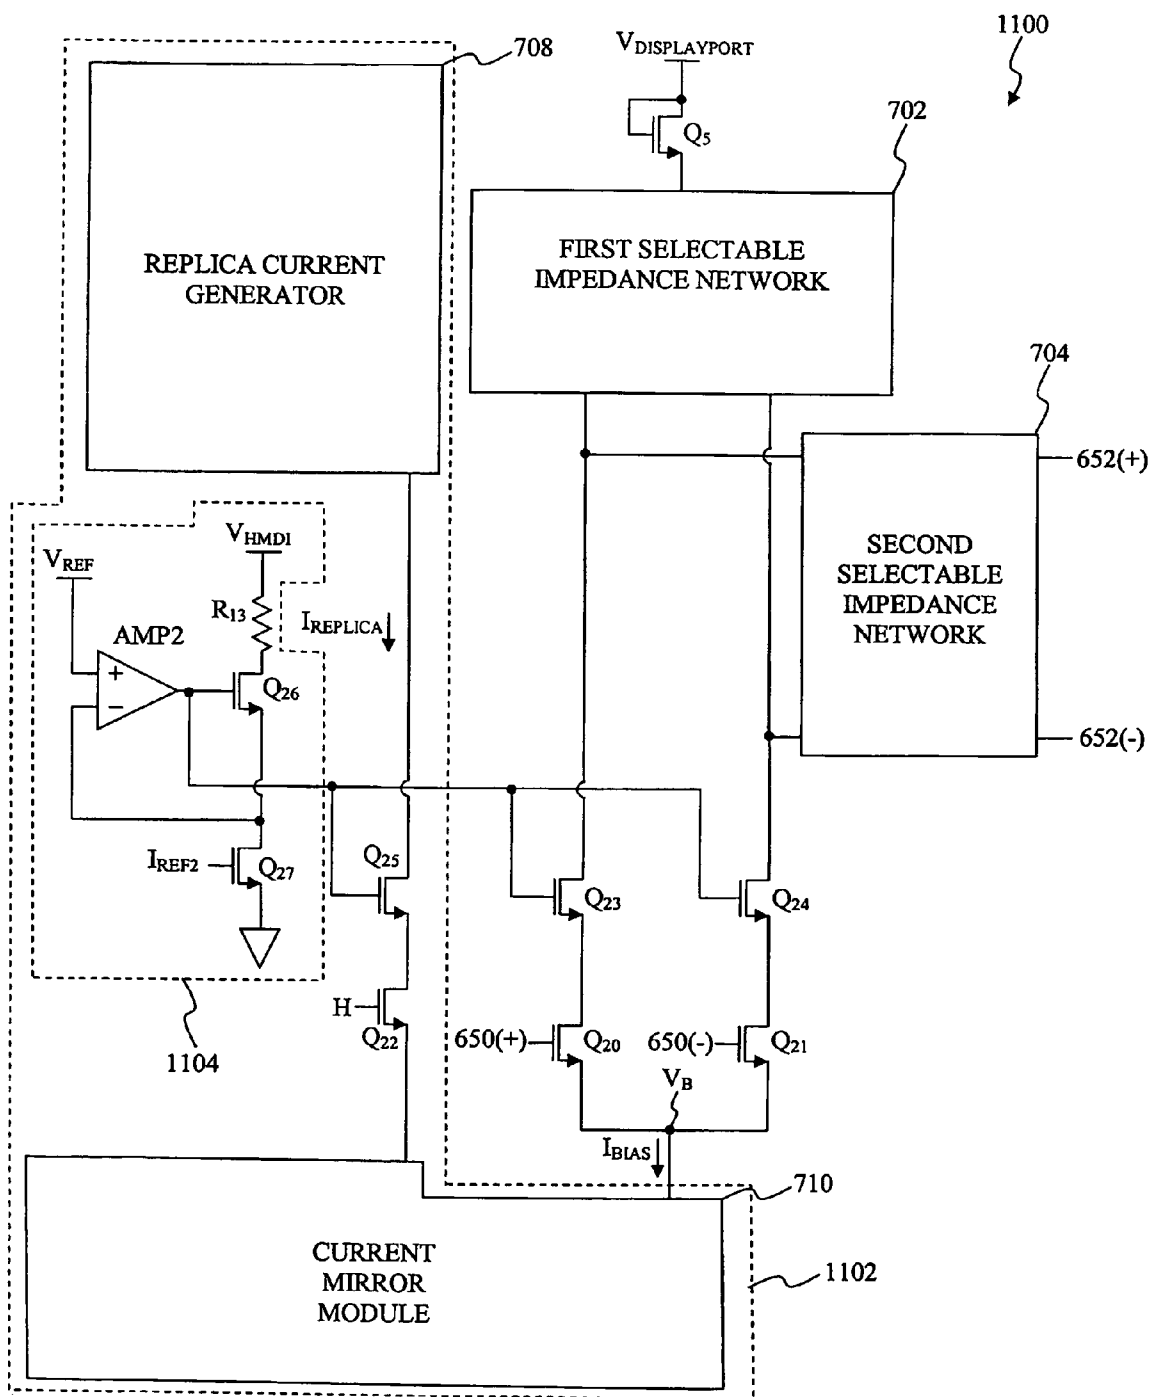 1100
708
V_DISPLAYPORT
Q5
702
REPLICA CURRENT
GENERATOR
FIRST SELECTABLE
IMPEDANCE NETWORK
704
652(+)
SECOND
SELECTABLE
IMPEDANCE
NETWORK
652(-)
V_HMDI
V_REF
R13
I_REPLICA
AMP2
+
-
Q26
I_REF2
Q27
Q25
Q23
Q24
H
Q22
650(+)
Q20
650(-)
Q21
1104
V_B
I_BIAS
710
CURRENT
MIRROR
MODULE
1102